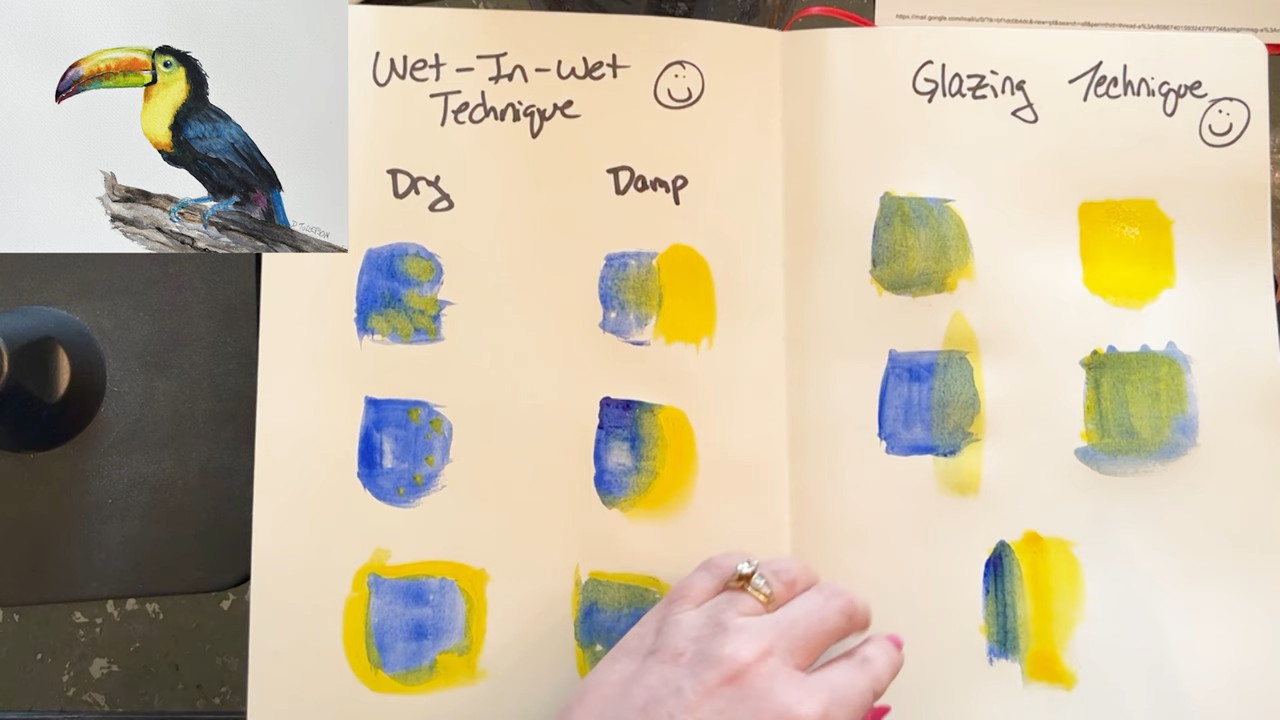 Wet-In-Wet
Technique
Dry
Damp
Glazing Technique